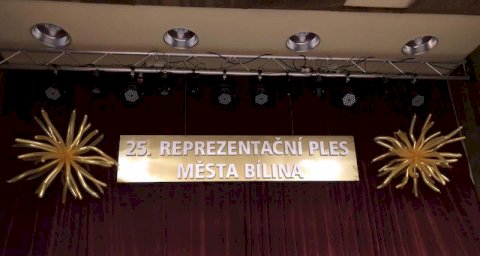 25. REPREZENTAČNÍ PLES
MĚSTA BÍLINA